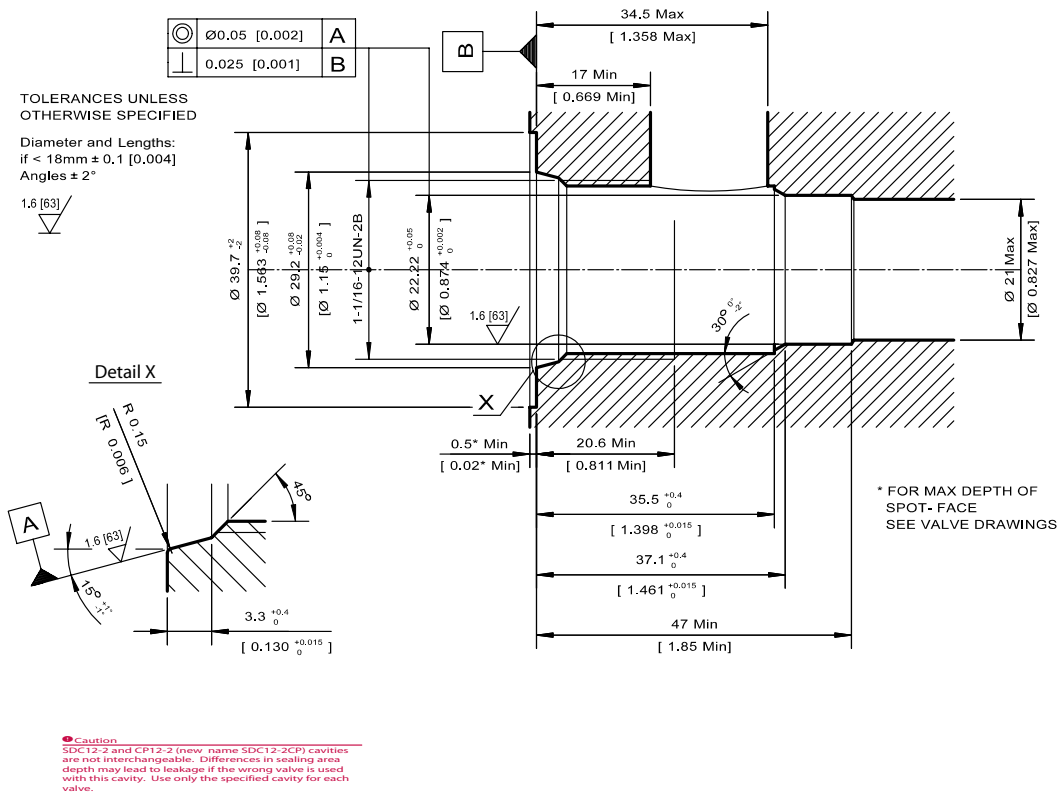 34.5 Max
[ 1.358 Max]
Ø0.05 [0.002] A
0.025 [0.001] B
B
17 Min
[ 0.669 Min]
TOLERANCES UNLESS
OTHERWISE SPECIFIED
Diameter and Lengths:
if < 18mm ± 0.1 [0.004]
Angles ± 2°
1.6 [63]
Ø 39.7 +2 -2
[Ø 1.563 +0.08 -0.08 ]
Ø 29.2 +0.08 -0.02
[Ø 1.15 +0.004 0 ]
1-1/16-12UN-2B
Ø 22.22 +0.05 0
[Ø 0.874 +0.002 0 ]
1.6 [63]
30° 0° -2°
Ø 21 Max
[Ø 0.827 Max]
X
0.5* Min
[ 0.02* Min]
20.6 Min
[ 0.811 Min]
35.5 +0.4 0
[ 1.398 +0.015 0 ]
37.1 +0.4 0
[ 1.461 +0.015 0 ]
47 Min
[ 1.85 Min]
* FOR MAX DEPTH OF
SPOT- FACE
SEE VALVE DRAWINGS
Detail X
R 0.15
[R 0.006 ]
45°
A
1.6 [63]
15° +1° -1°
3.3 +0.4 0
[ 0.130 +0.015 0 ]
Caution
SDC12-2 and CP12-2 (new name SDC12-2CP) cavities
are not interchangeable. Differences in sealing area
depth may lead to leakage if the wrong valve is used
with this cavity. Use only the specified cavity for each
valve.